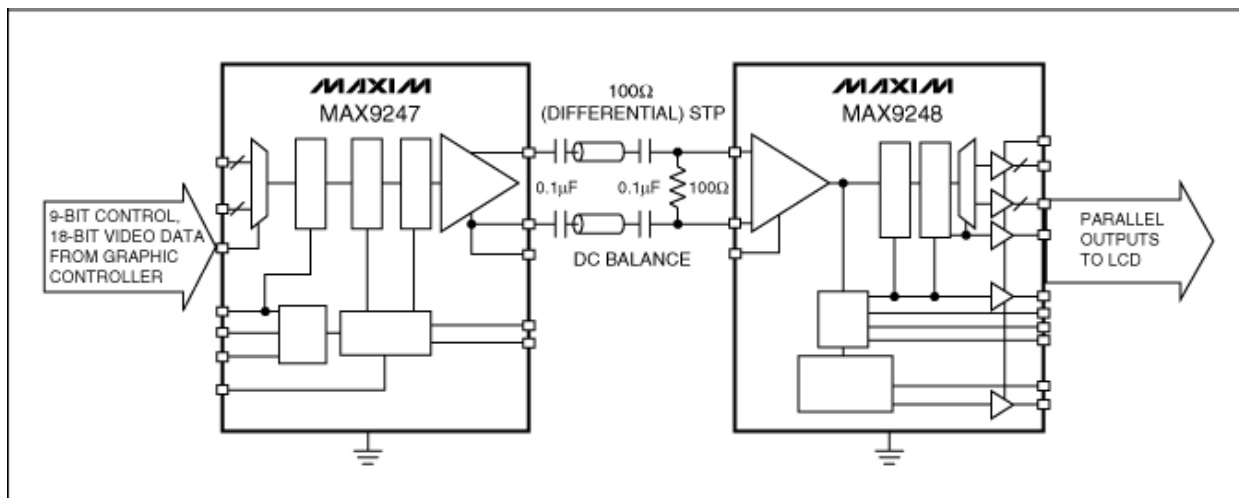 MAXIM
MAX9247
100Ω
(DIFFERENTIAL) STP
MAXIM
MAX9248
9-BIT CONTROL,
18-BIT VIDEO DATA
FROM GRAPHIC
CONTROLLER
0.1μF
0.1μF
100Ω
DC BALANCE
PARALLEL
OUTPUTS
TO LCD